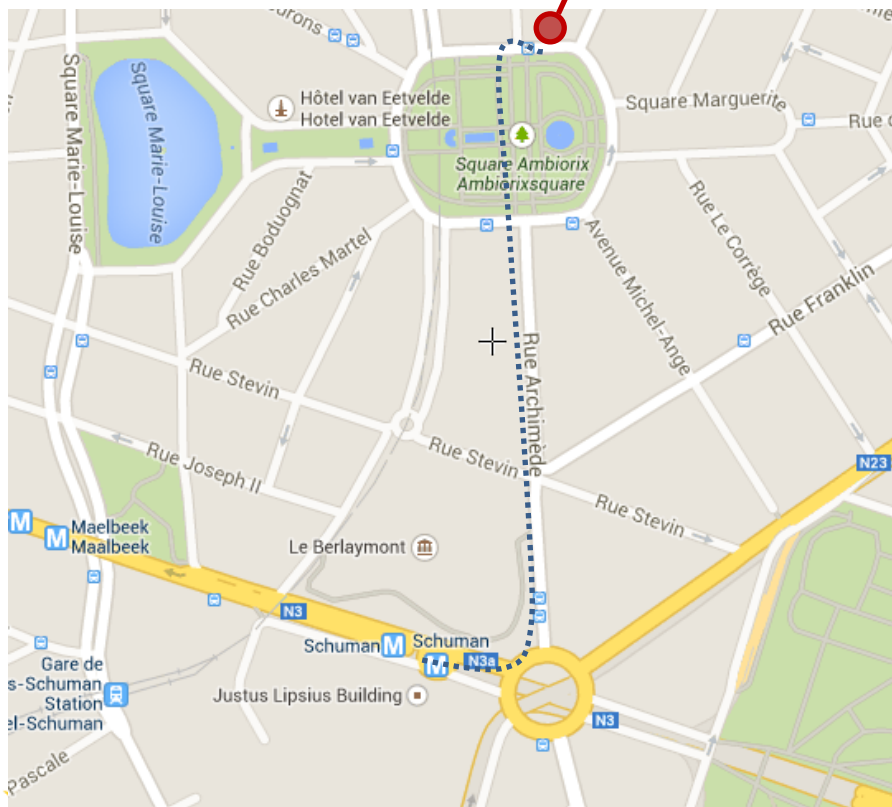 Hôtel van Eetvelde
Hotel van Eetvelde
Square Marguerite
Square Marie-Louise
Square Marie-Louise
Square Ambiorix
Ambiorixsquare
Rue Boduognat
Rue Charles Martel
Avenue Michel-Ange
Rue Le Corrège
Rue Franklin
Rue Archimède
Rue Stevin
Rue Stevin
Rue Stevin
Rue Joseph II
N23
M
M
Maelbeek
Maalbeek
Le Berlaymont
N3
Schuman
M
Schuman
M
N3a
Gare de
s-Schuman
Station
el-Schuman
Justus Lipsius Building
N3
Pascale